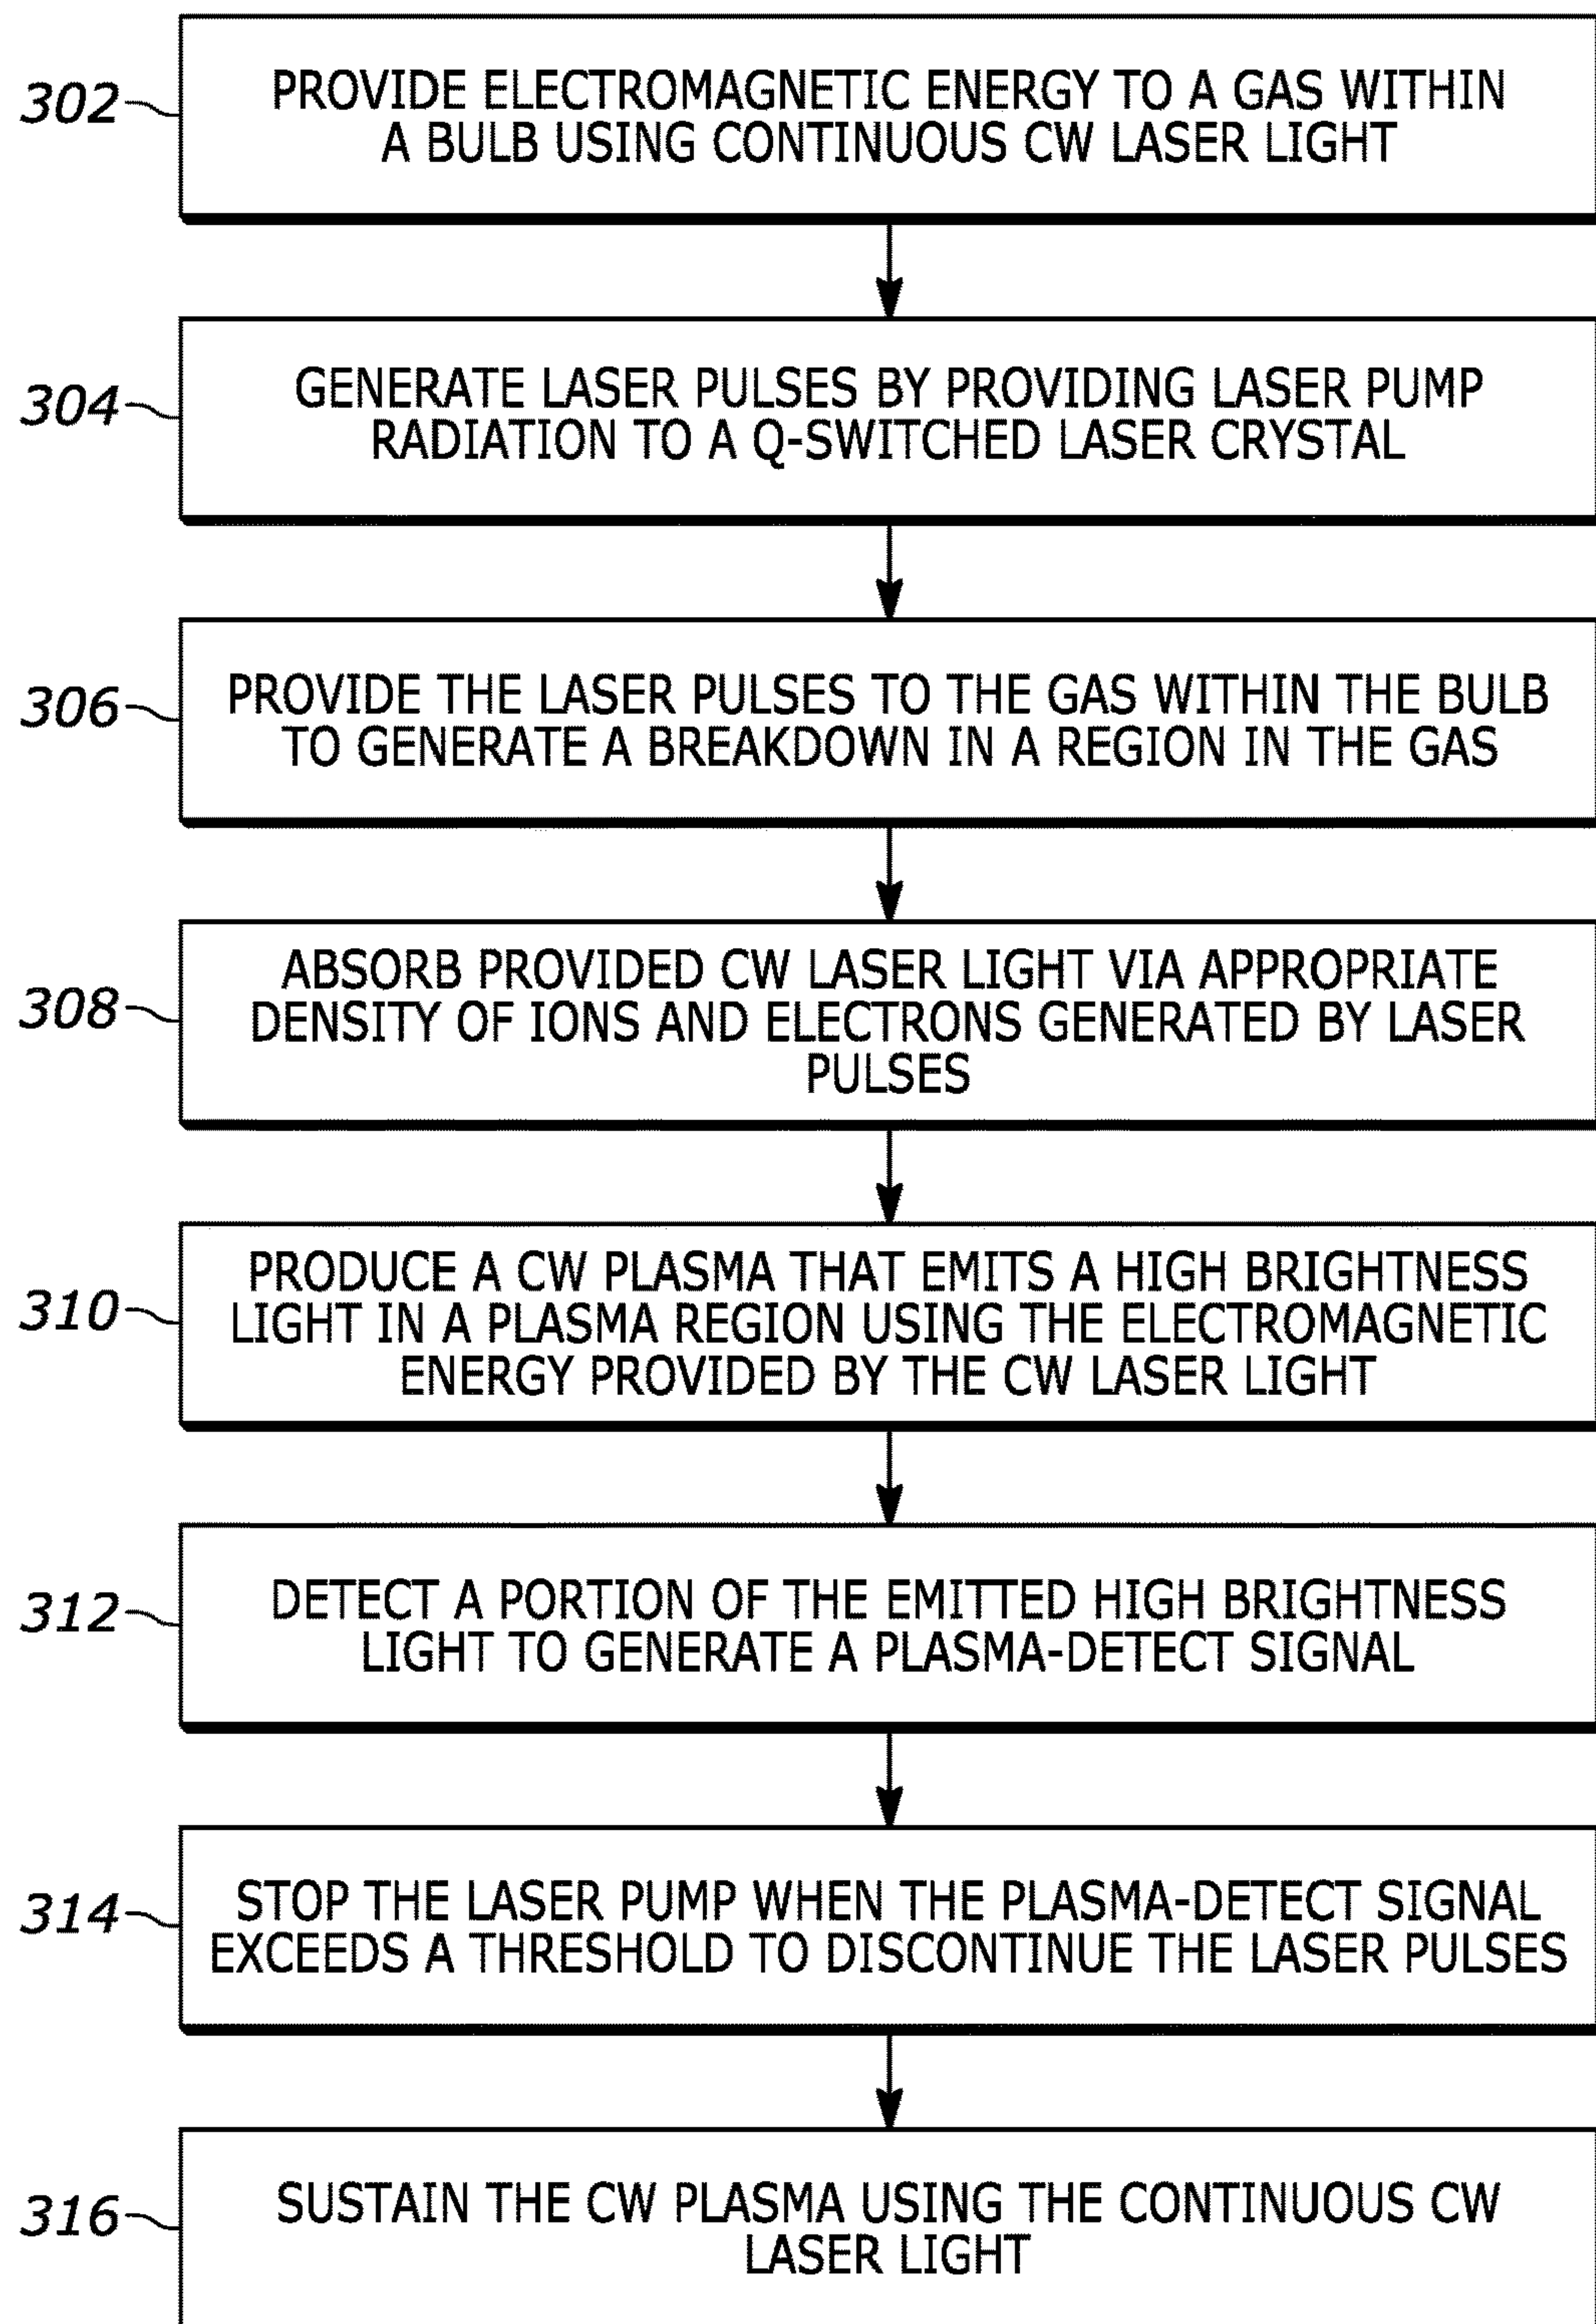 302
PROVIDE ELECTROMAGNETIC ENERGY TO A GAS WITHIN
A BULB USING CONTINUOUS CW LASER LIGHT
304
GENERATE LASER PULSES BY PROVIDING LASER PUMP
RADIATION TO A Q-SWITCHED LASER CRYSTAL
306
PROVIDE THE LASER PULSES TO THE GAS WITHIN THE BULB
TO GENERATE A BREAKDOWN IN A REGION IN THE GAS
308
ABSORB PROVIDED CW LASER LIGHT VIA APPROPRIATE
DENSITY OF IONS AND ELECTRONS GENERATED BY LASER
PULSES
310
PRODUCE A CW PLASMA THAT EMITS A HIGH BRIGHTNESS
LIGHT IN A PLASMA REGION USING THE ELECTROMAGNETIC
ENERGY PROVIDED BY THE CW LASER LIGHT
312
DETECT A PORTION OF THE EMITTED HIGH BRIGHTNESS
LIGHT TO GENERATE A PLASMA-DETECT SIGNAL
314
STOP THE LASER PUMP WHEN THE PLASMA-DETECT SIGNAL
EXCEEDS A THRESHOLD TO DISCONTINUE THE LASER PULSES
316
SUSTAIN THE CW PLASMA USING THE CONTINUOUS CW
LASER LIGHT